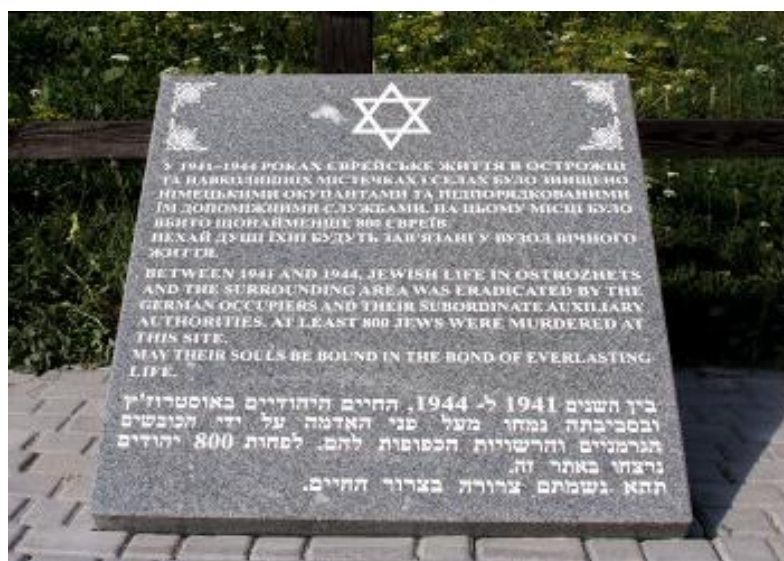 У 1941–1944 РОКАХ ЄВРЕЙСЬКЕ ЖИТТЯ В ОСТРОЖЦІ
ТА НАВКОЛИШНІХ МІСТЕЧКАХ І СЕЛАХ БУЛО ЗНИЩЕНО
НІМЕЦЬКИМИ ОКУПАНТАМИ ТА ПІДПОРЯДКОВАНИМИ
ЇМ ДОПОМІЖНИМИ СЛУЖБАМИ. НА ЦЬОМУ МІСЦІ БУЛО
ВБИТО ЩОНАЙМЕНШЕ 800 ЄВРЕЇВ.
НЕХАЙ ДУШІ ЇХНІ БУДУТЬ ЗАВ'ЯЗАНІ У ВУЗОЛ ВІЧНОГО
ЖИТТЯ.
BETWEEN 1941 AND 1944, JEWISH LIFE IN OSTROZHETS
AND THE SURROUNDING AREA WAS ERADICATED BY THE
GERMAN OCCUPIERS AND THEIR SUBORDINATE AUXILIARY
AUTHORITIES. AT LEAST 800 JEWS WERE MURDERED AT
THIS SITE.
MAY THEIR SOULS BE BOUND IN THE BOND OF EVERLASTING
LIFE.
בין השנים 1941 ל- 1944, החיים היהודיים באוסטרוז'ץ
ובסביבתה נמחו מעל פני האדמה על ידי הכובשים
הגרמניים והרשויות הכפופות להם. לפחות 800 יהודים
נרצחו באתר זה.
תהא נשמתם צרורה בצרור החיים.